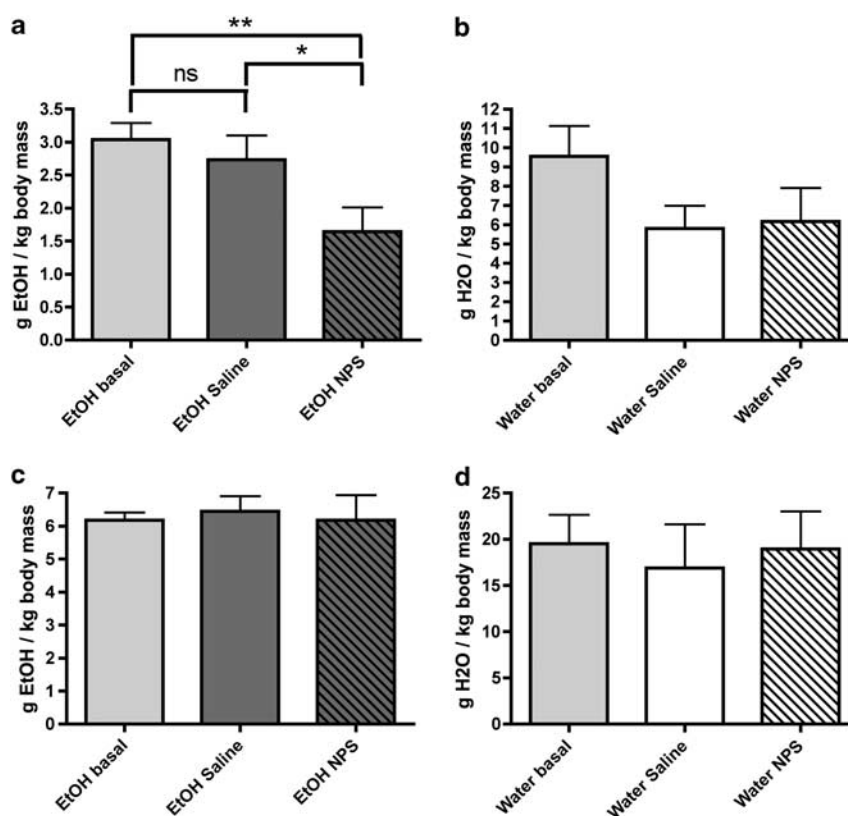 a
**
ns
*
g EtOH / kg body mass
3.5
3.0
2.5
2.0
1.5
1.0
0.5
0.0
EtOH basal
EtOH Saline
EtOH NPS
b
g H2O / kg body mass
12
11
10
9
8
7
6
5
4
3
2
1
0
Water basal
Water Saline
Water NPS
c
g EtOH / kg body mass
7
6
5
4
3
2
1
0
EtOH basal
EtOH Saline
EtOH NPS
d
g H2O / kg body mass
25
20
15
10
5
0
Water basal
Water Saline
Water NPS